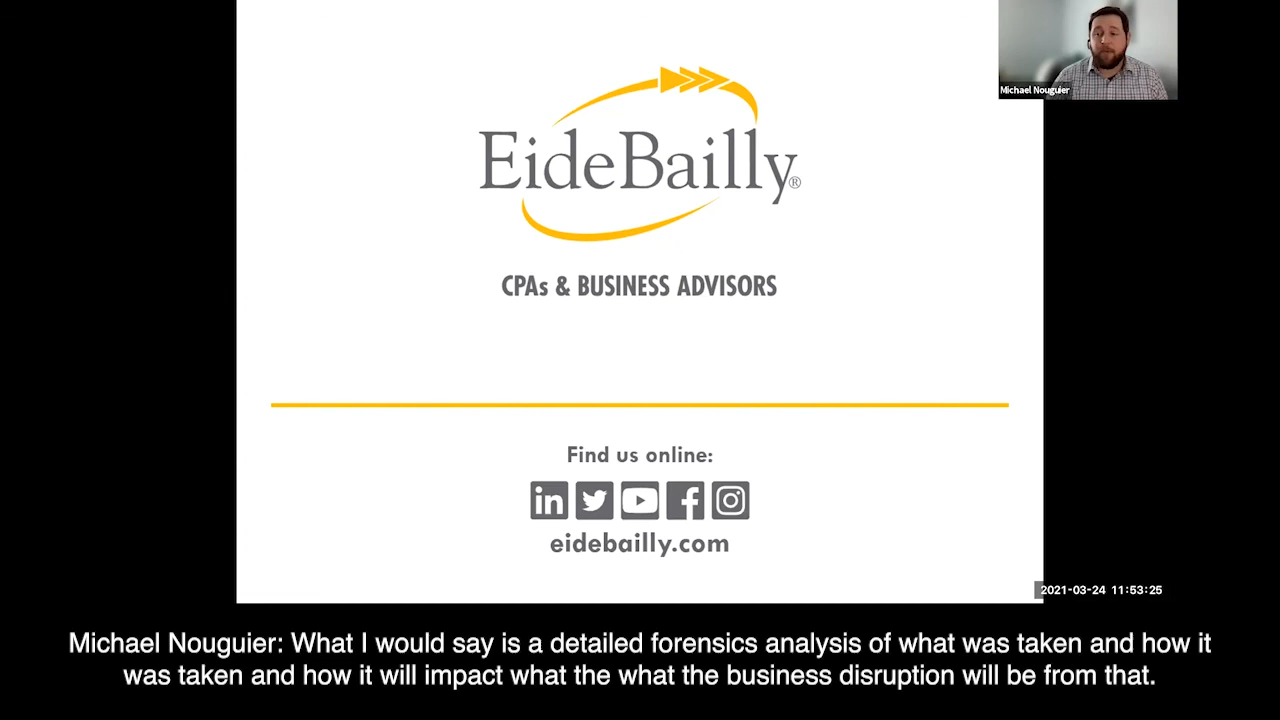 Michael Nouguier
EideBailly®
CPAs & BUSINESS ADVISORS
Find us online:
in
eidebailly.com
2021-03-24 11:53:25
Michael Nouguier: What I would say is a detailed forensics analysis of what was taken and how it
was taken and how it will impact what the what the business disruption will be from that.